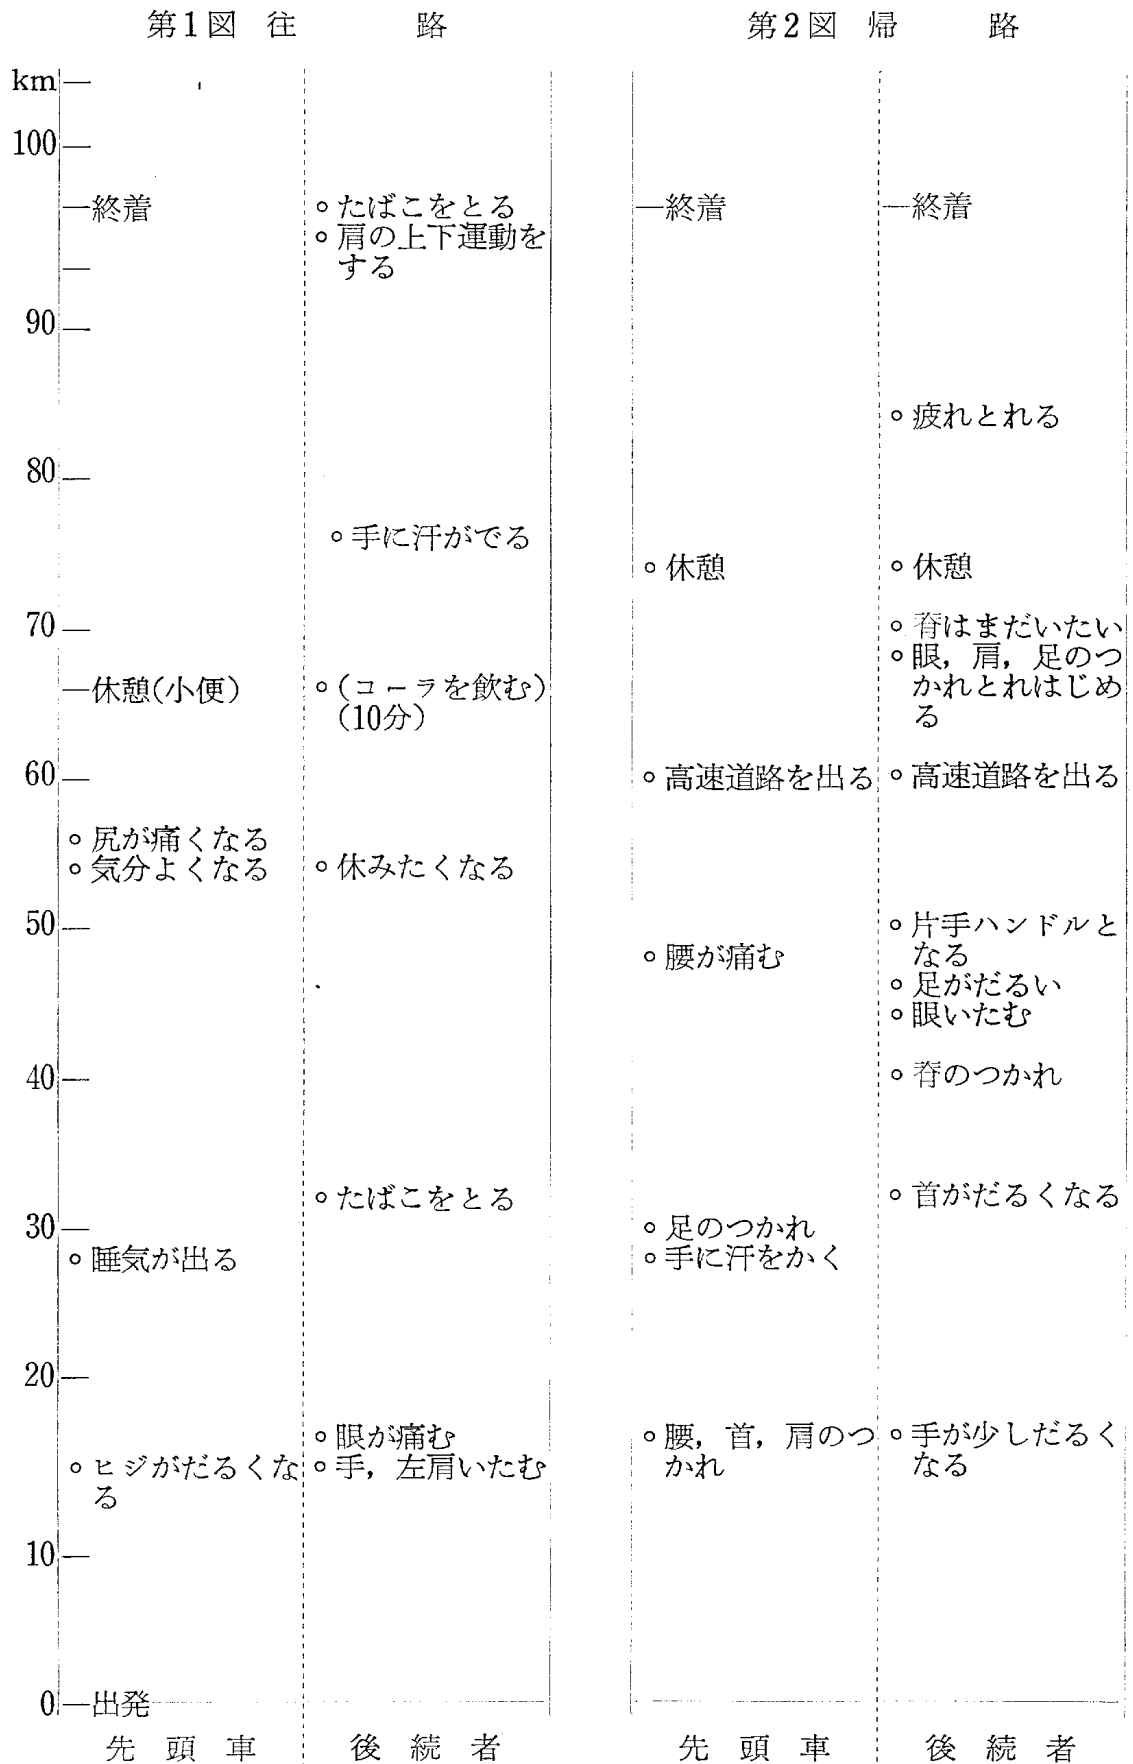 第1図 往 路
km
100
90
80
70
60
50
40
30
20
10
0
終着
休憩(小便)
尻が痛くなる
気分よくなる
睡気が出る
ヒジがだるくな
る
出発
先頭車
たばこをとる
肩の上下運動を
する
手に汗がでる
(コーラを飲む)
(10分)
休みたくなる
たばこをとる
眼が痛む
手，左肩いたむ
後続者
第2図 帰 路
終着
休憩
高速道路を出る
腰が痛む
足のつかれ
手に汗をかく
腰，首，肩のつ
かれ
先頭車
終着
疲れとれる
休憩
脊はまだいたい
眼，肩，足のつ
かれとれはじめ
る
高速道路を出る
片手ハンドルと
なる
足がだるい
眼いたむ
脊のつかれ
首がだるくなる
手が少しだるく
なる
後続者